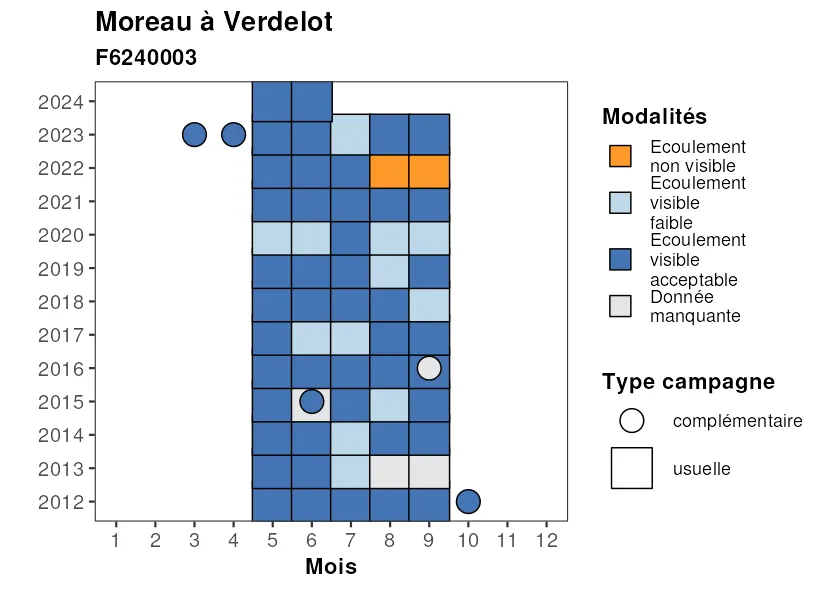 Moreau à Verdelot
F6240003
2024
2023
2022
2021
2020
2019
2018
2017
2016
2015
2014
2013
2012
1 2 3 4 5 6 7 8 9 10 11 12
Mois
Modalités
Ecoulement
non visible
Ecoulement
visible
faible
Ecoulement
visible
acceptable
Donnée
manquante
Type campagne
complémentaire
usuelle